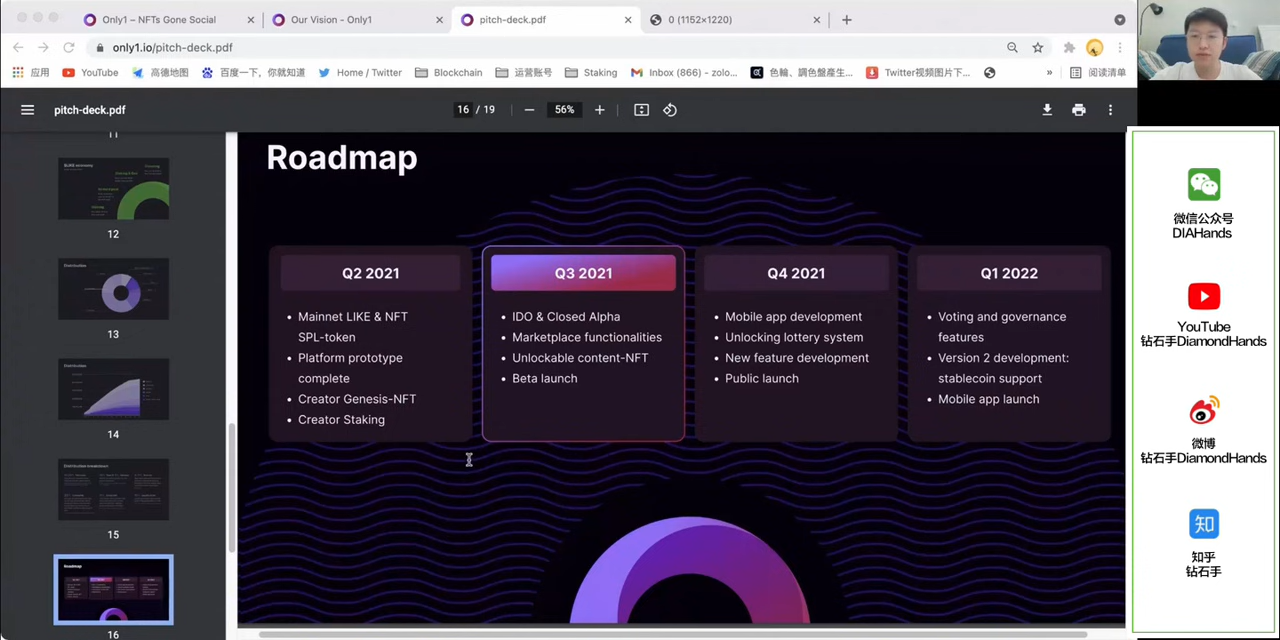 Only1 – NFTs Gone Social
Our Vision - Only1
pitch-deck.pdf
0 (1152×1220)
only1.io/pitch-deck.pdf
应用
YouTube
高德地图
百度一下，你就知道
Home / Twitter
Blockchain
运营账号
Staking
Inbox (866) - zolo...
色輪、調色盤產生...
Twitter视频图片下...
»
阅读清单
pitch-deck.pdf
16 / 19
56%
11
12
13
14
15
Roadmap
16
Roadmap
Q2 2021
Mainnet LIKE & NFT
SPL-token
Platform prototype
complete
Creator Genesis-NFT
Creator Staking
Q3 2021
IDO & Closed Alpha
Marketplace functionalities
Unlockable content-NFT
Beta launch
Q4 2021
Mobile app development
Unlocking lottery system
New feature development
Public launch
Q1 2022
Voting and governance
features
Version 2 development:
stablecoin support
Mobile app launch
微信公众号
DIAHands
YouTube
钻石手DiamondHands
微博
钻石手DiamondHands
知
知乎
钻石手